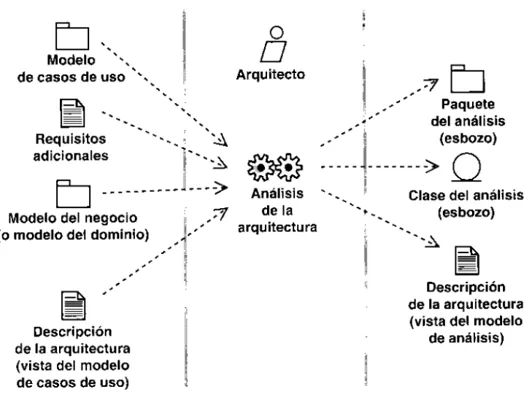 Modelo
de casos de uso
Requisitos
adicionales
Modelo del negocio
(o modelo del dominio)
Descripción
de la arquitectura
(vista del modelo
de casos de uso)
Arquitecto
Análisis
de la
arquitectura
Paquete
del análisis
(esbozo)
Clase del análisis
(esbozo)
Descripción
de la arquitectura
(vista del modelo
de análisis)